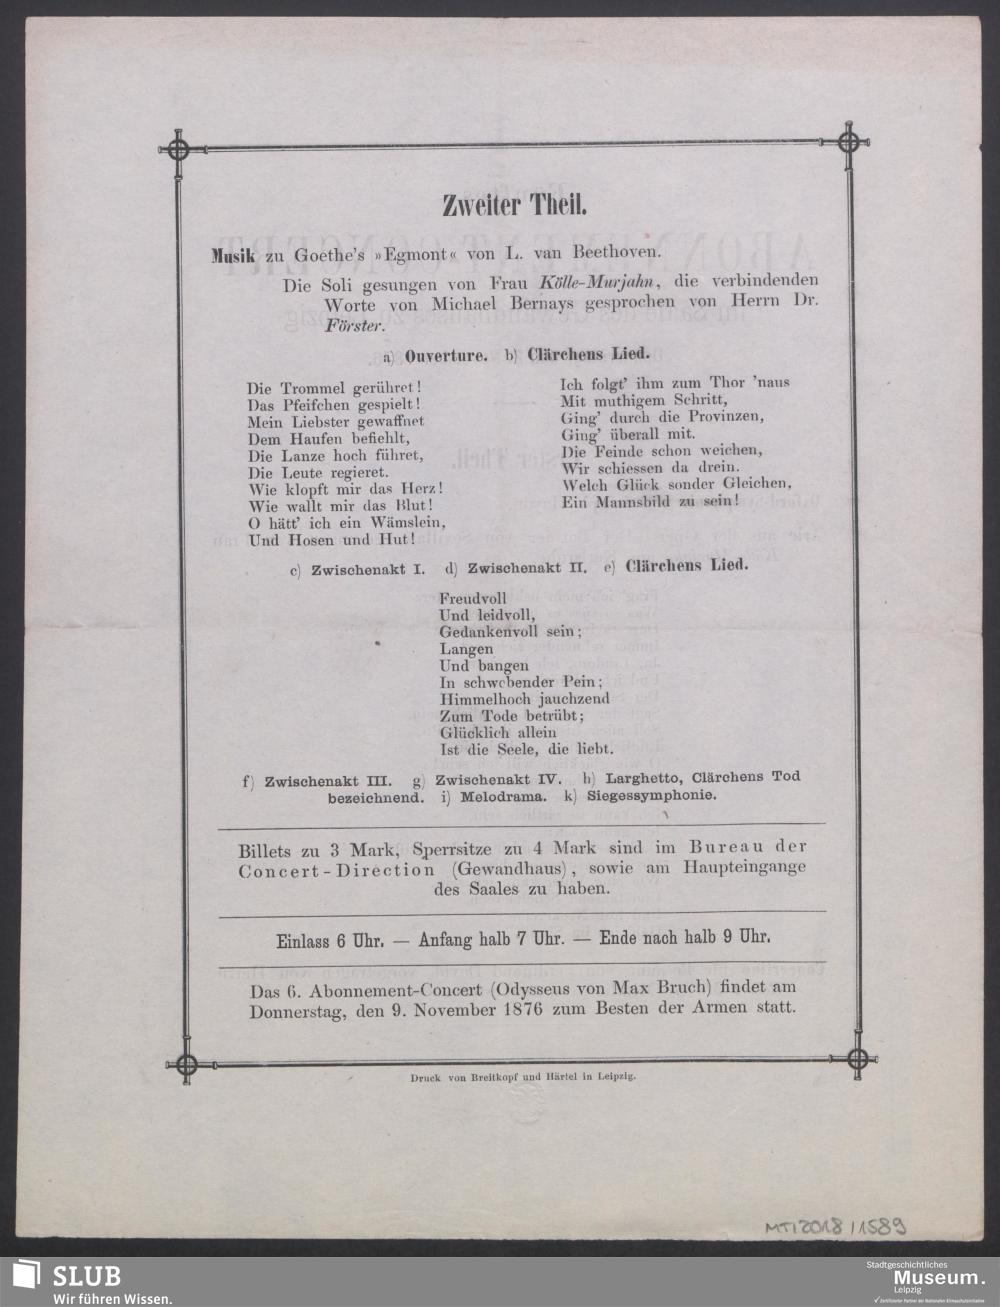 Zweiter Theil.
Musik zu Goethe's »Egmont« von L. van Beethoven.
Die Soli gesungen von Frau Kölle-Murjahn, die verbindenden
Worte von Michael Bernays gesprochen von Herrn Dr.
Förster.
a) Ouverture. b) Clärchens Lied.
Die Trommel gerühret!
Das Pfeifchen gespielt!
Mein Liebster gewaffnet
Dem Haufen befiehlt,
Die Lanze hoch führet,
Die Leute regieret.
Wie klopft mir das Herz!
Wie wallt mir das Blut!
O hätt' ich ein Wämslein,
Und Hosen und Hut!
Ich folgt' ihm zum Thor 'naus
Mit muthigem Schritt,
Ging' durch die Provinzen,
Ging' überall mit.
Die Feinde schon weichen,
Wir schiessen da drein.
Welch Glück sonder Gleichen,
Ein Mannsbild zu sein!
c) Zwischenakt I. d) Zwischenakt II. e) Clärchens Lied.
Freudvoll
Und leidvoll,
Gedankenvoll sein;
Langen
Und bangen
In schwebender Pein;
Himmelhoch jauchzend
Zum Tode betrübt;
Glücklich allein
Ist die Seele, die liebt.
f) Zwischenakt III. g) Zwischenakt IV. h) Larghetto, Clärchens Tod
bezeichnend. i) Melodrama. k) Siegessymphonie.
Billets zu 3 Mark, Sperrsitze zu 4 Mark sind im Bureau der
Concert-Direction (Gewandhaus), sowie am Haupteingange
des Saales zu haben.
Einlass 6 Uhr. — Anfang halb 7 Uhr. — Ende nach halb 9 Uhr.
Das 6. Abonnement-Concert (Odysseus von Max Bruch) findet am
Donnerstag, den 9. November 1876 zum Besten der Armen statt.
Druck von Breitkopf und Härtel in Leipzig.
MTI2018/1589
SLUB
Wir führen Wissen.
Stadtgeschichtliches
Museum.
Leipzig
Zertifizierter Partner der Nationalen Klimaschutzinitiative